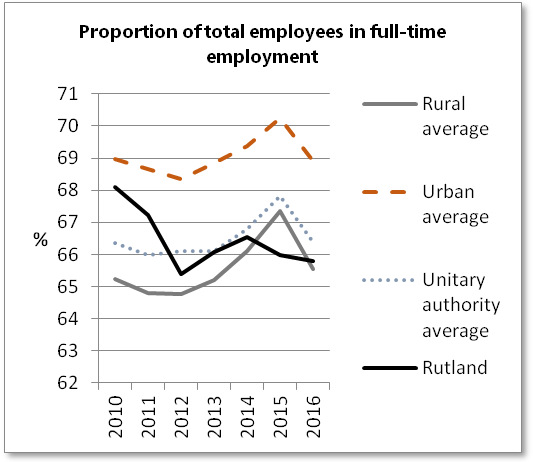 Proportion of total employees in full-time
employment
71
70
69
68
67
66
65
64
63
62
%
2010
2011
2012
2013
2014
2015
2016
Rural
average
Urban
average
Unitary
authority
average
Rutland